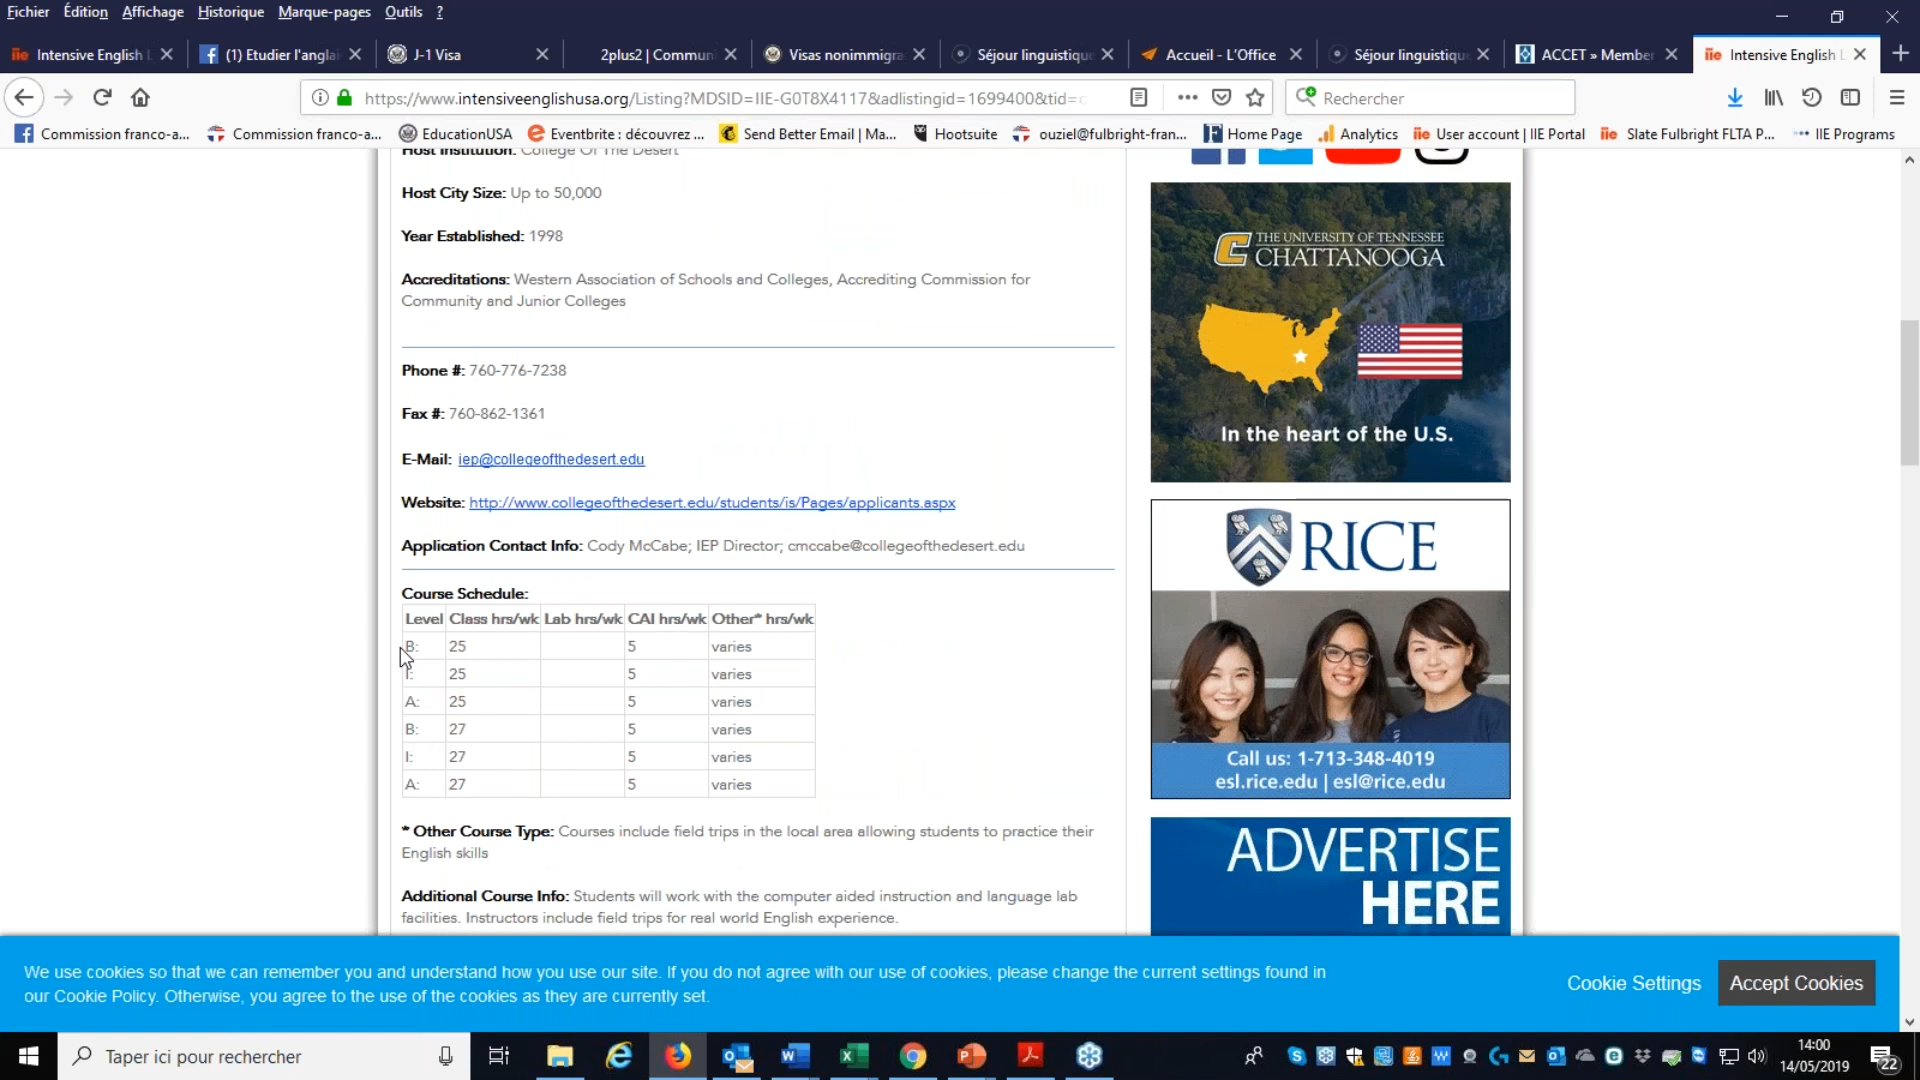 Fichier Édition Affichage Historique Marque-pages Outils ?
Intensive English L
(1) Etudier l'anglai
J-1 Visa
2plus2 | Commun
Visas nonimmigra
Séjour linguistiqu
Accueil - L'Office
Séjour linguistiqu
ACCET » Member
Intensive English L
https://www.intensiveenglishusa.org/Listing?MDSID=IIE-G0T8X4117&adlistingid=1699400&tid=c
Rechercher
Commission franco-a...
Commission franco-a...
EducationUSA
Eventbrite : découvrez ...
Send Better Email | Ma...
Hootsuite
ouziel@fulbright-fran...
Home Page
Analytics
User account | IIE Portal
Slate Fulbright FLTA P...
IIE Programs
Host Institution: College Of The Desert
Host City Size: Up to 50,000
Year Established: 1998
Accreditations: Western Association of Schools and Colleges, Accrediting Commission for
Community and Junior Colleges
Phone #: 760-776-7238
Fax #: 760-862-1361
E-Mail: iep@collegeofthedesert.edu
Website: http://www.collegeofthedesert.edu/students/is/Pages/applicants.aspx
Application Contact Info: Cody McCabe; IEP Director; cmccabe@collegeofthedesert.edu
Course Schedule:
Level Class hrs/wk Lab hrs/wk CAI hrs/wk Other* hrs/wk
B: 25 5 varies
I: 25 5 varies
A: 25 5 varies
B: 27 5 varies
I: 27 5 varies
A: 27 5 varies
* Other Course Type: Courses include field trips in the local area allowing students to practice their
English skills
Additional Course Info: Students will work with the computer aided instruction and language lab
facilities. Instructors include field trips for real world English experience.
THE UNIVERSITY OF TENNESSEE
CHATTANOOGA
In the heart of the U.S.
RICE
Call us: 1-713-348-4019
esl.rice.edu | esl@rice.edu
ADVERTISE
HERE
We use cookies so that we can remember you and understand how you use our site. If you do not agree with our use of cookies, please change the current settings found in
our Cookie Policy. Otherwise, you agree to the use of the cookies as they are currently set.
Cookie Settings
Accept Cookies
Taper ici pour rechercher
14:00
14/05/2019
22